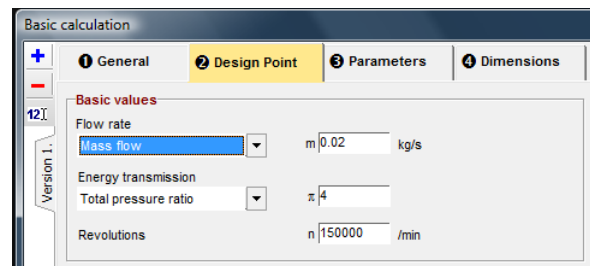 Basic calculation
❶ General ❷ Design Point ❸ Parameters ❹ Dimensions
Basic values
Flow rate
Mass flow m 0.02 kg/s
Energy transmission
Total pressure ratio π 4
Revolutions n 150000 /min
Version 1.